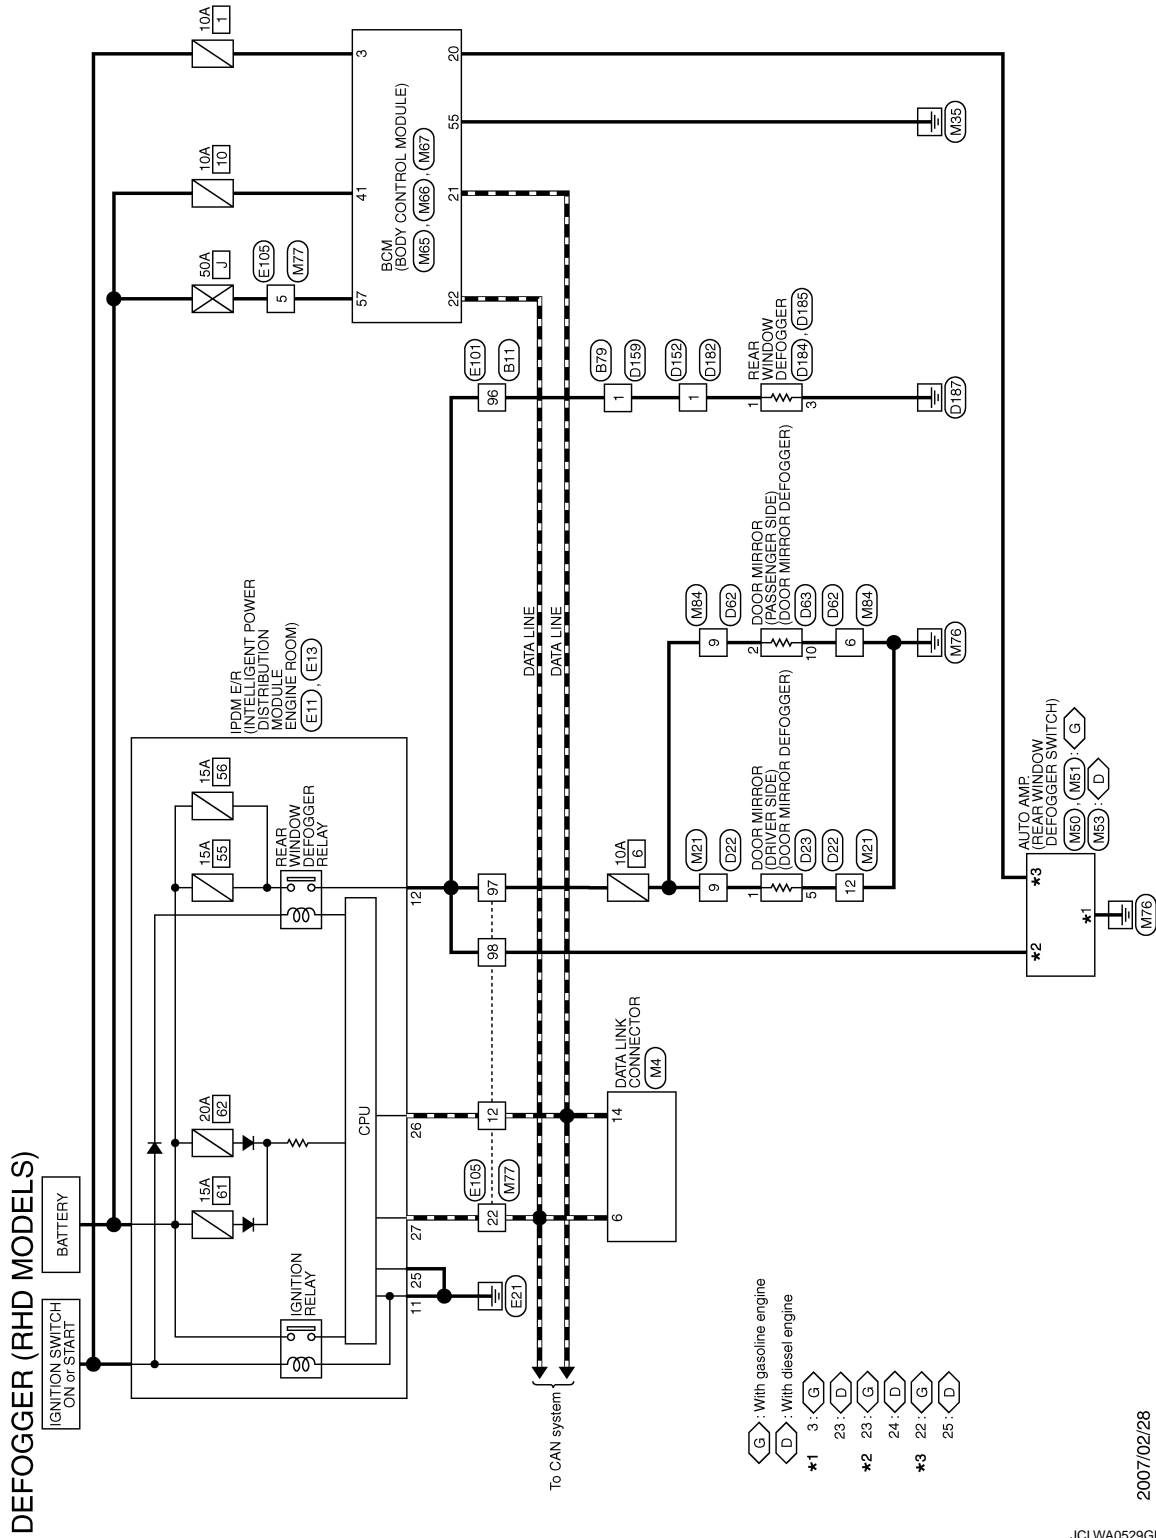 DEFOGGER (RHD MODELS)
IGNITION SWITCH
ON or START
BATTERY
10A
1
10A
10
50A
J
E105
M77
5
3
41
57
BCM
(BODY CONTROL MODULE)
M65 , M66 , M67
22
21
55
20
IPDM E/R
(INTELLIGENT POWER
DISTRIBUTION
MODULE
ENGINE ROOM)
E11 , E13
15A
61
20A
62
15A
55
15A
56
IGNITION
RELAY
REAR
WINDOW
DEFOGGER
RELAY
CPU
11
25
27
26
12
E21
E105
M77
22
12
98
97
E101
B11
96
DATA LINE
DATA LINE
To CAN system
DATA LINK
CONNECTOR
M4
6
14
10A
6
B79
D159
1
D152
D182
1
M21
D22
9
M84
D62
9
DOOR MIRROR
(DRIVER SIDE)
(DOOR MIRROR DEFOGGER)
D23
1
5
DOOR MIRROR
(PASSENGER SIDE)
(DOOR MIRROR DEFOGGER)
D63
2
10
REAR
WINDOW
DEFOGGER
D184 , D185
1
3
D22
M21
12
D62
M84
6
M76
D187
M35
AUTO AMP.
(REAR WINDOW
DEFOGGER SWITCH)
M50 , M51 : G
M53 : D
*2
*3
*1
M76
G : With gasoline engine
D : With diesel engine
*1 3 : G
23 : D
*2 23 : G
24 : D
*3 22 : G
25 : D
2007/02/28